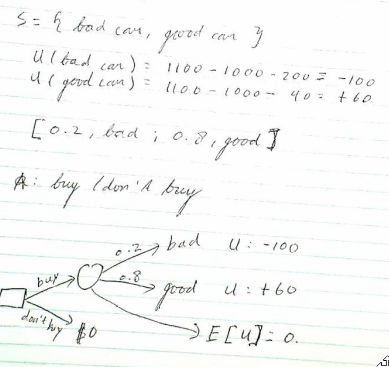 S = { bad car, good car }
U ( bad car ) = 1100 - 1000 - 200 = -100
U ( good car ) = 1100 - 1000 - 40 = +60
[ 0.2, bad ; 0.8, good ]
A: buy / don't buy
0.2 bad U: -100
buy 0.8 good U: +60
don't buy $0 E[U] = 0.